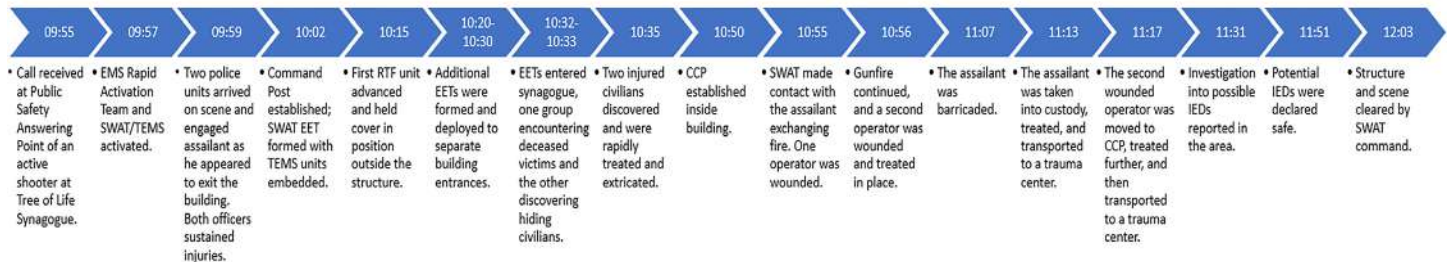 09:55
09:57
09:59
10:02
10:15
10:20-
10:30
10:32-
10:33
10:35
10:50
10:55
10:56
11:07
11:13
11:17
11:31
11:51
12:03
• Call received
at Public
Safety
Answering
Point of an
active
shooter at
Tree of Life
Synagogue.
• EMS Rapid
Activation
Team and
SWAT/TEMS
activated.
• Two police
units arrived
on scene and
engaged
assailant as
he appeared
to exit the
building.
Both officers
sustained
injuries.
• Command
Post
established;
SWAT EET
formed with
TEMS units
embedded.
• First RTF unit
advanced
and held
cover in
position
outside the
structure.
• Additional
EETs were
formed and
deployed to
separate
building
entrances.
• EETs entered
synagogue,
one group
encountering
deceased
victims and
the other
discovering
hiding
civilians.
• Two injured
civilians
discovered
and were
rapidly
treated and
extricated.
• CCP
established
inside
building.
• SWAT made
contact with
the assailant
exchanging
fire. One
operator was
wounded.
• Gunfire
continued,
and a second
operator was
wounded
and treated
in place.
• The assailant
was
barricaded.
• The assailant
was taken
into custody,
treated, and
transported
to a trauma
center.
• The second
wounded
operator was
moved to
CCP, treated
further, and
then
transported
to a trauma
center.
• Investigation
into possible
IEDs
reported in
the area.
• Potential
IEDs were
declared
safe.
• Structure
and scene
cleared by
SWAT
command.